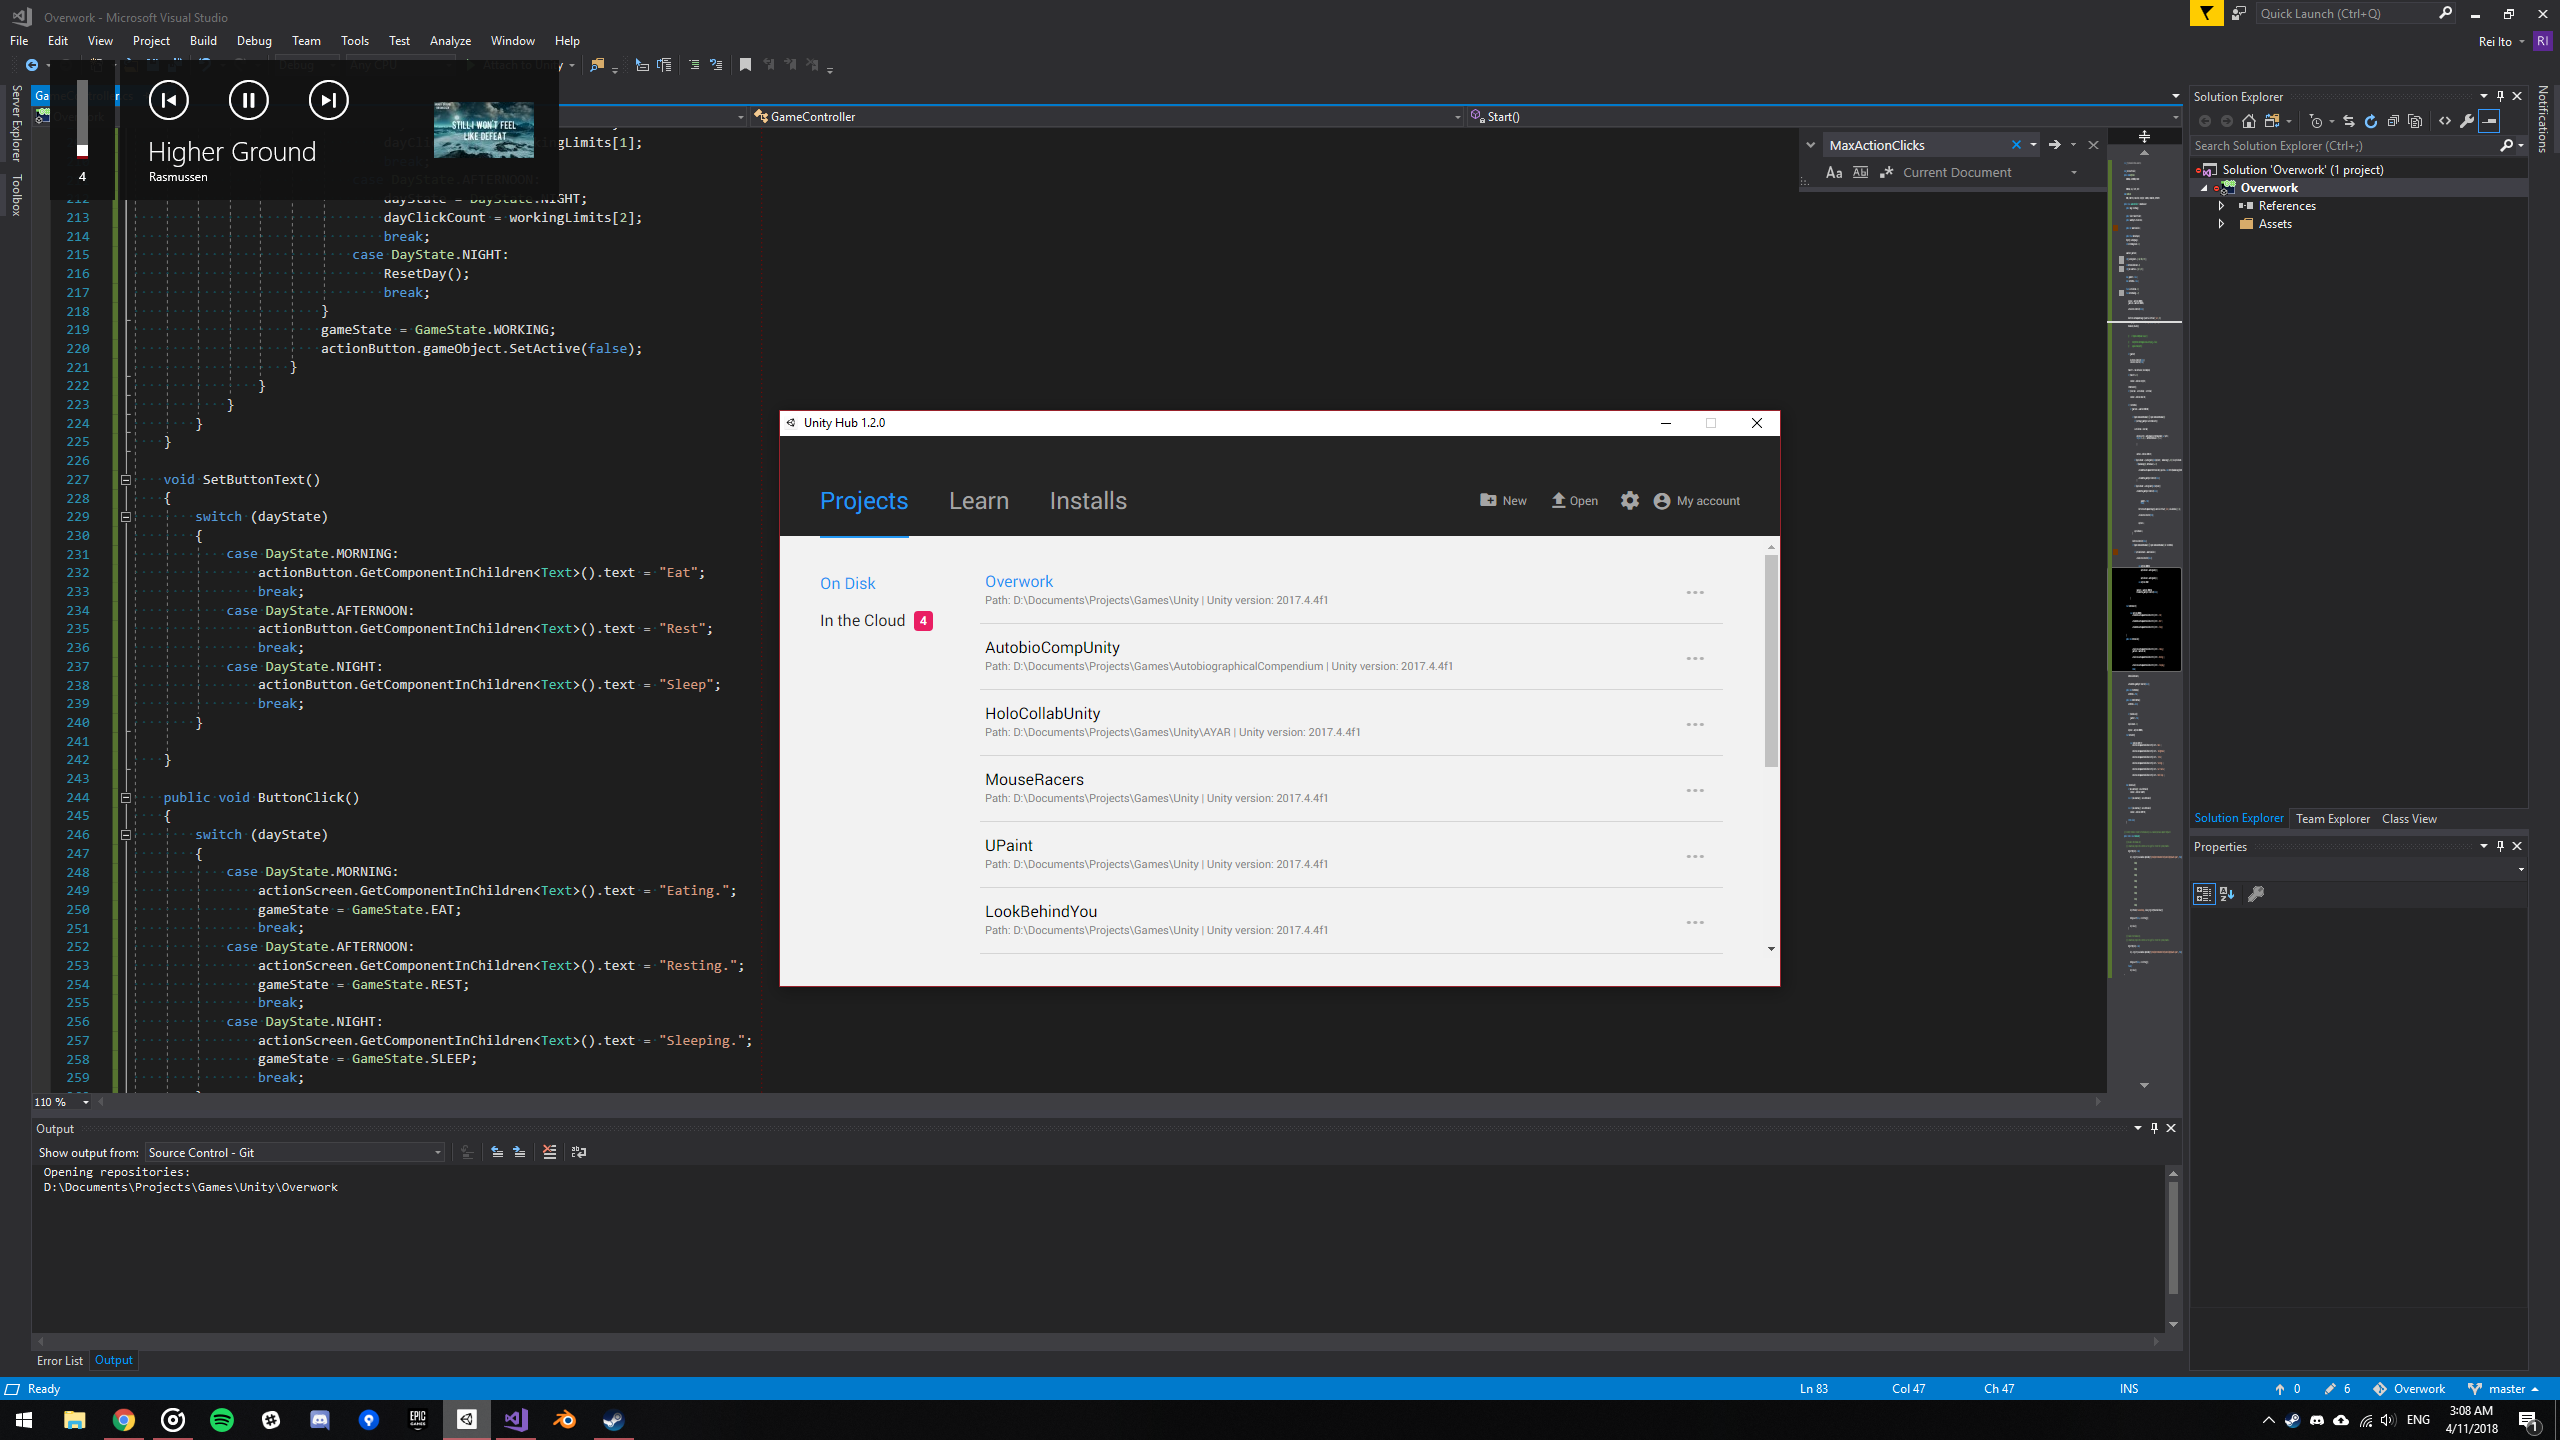 Overwork - Microsoft Visual Studio
Quick Launch (Ctrl+Q)
File Edit View Project Build Debug Team Tools Test Analyze Window Help
Rei Ito RI
Server Explorer
Toolbox
Notifications
Higher Ground
Rasmussen
4
STILL I WON'T FEEL
LIKE DEFEAT
GameController
Start()
MaxActionClicks
Current Document
213 dayClickCount = workingLimits[2];
214 break;
215 case DayState.NIGHT:
216 ResetDay();
217 break;
218 }
219 gameState = GameState.WORKING;
220 actionButton.gameObject.SetActive(false);
221 }
222 }
223 }
224 }
225 }
226
227 void SetButtonText()
228 {
229 switch (dayState)
230 {
231 case DayState.MORNING:
232 actionButton.GetComponentInChildren<Text>().text = "Eat";
233 break;
234 case DayState.AFTERNOON:
235 actionButton.GetComponentInChildren<Text>().text = "Rest";
236 break;
237 case DayState.NIGHT:
238 actionButton.GetComponentInChildren<Text>().text = "Sleep";
239 break;
240 }
241
242 }
243
244 public void ButtonClick()
245 {
246 switch (dayState)
247 {
248 case DayState.MORNING:
249 actionScreen.GetComponentInChildren<Text>().text = "Eating.";
250 gameState = GameState.EAT;
251 break;
252 case DayState.AFTERNOON:
253 actionScreen.GetComponentInChildren<Text>().text = "Resting.";
254 gameState = GameState.REST;
255 break;
256 case DayState.NIGHT:
257 actionScreen.GetComponentInChildren<Text>().text = "Sleeping.";
258 gameState = GameState.SLEEP;
259 break;
110 %
Unity Hub 1.2.0
Projects Learn Installs
New Open My account
On Disk
In the Cloud 4
Overwork
Path: D:\Documents\Projects\Games\Unity | Unity version: 2017.4.4f1
AutobioCompUnity
Path: D:\Documents\Projects\Games\AutobiographicalCompendium | Unity version: 2017.4.4f1
HoloCollabUnity
Path: D:\Documents\Projects\Games\Unity\AYAR | Unity version: 2017.4.4f1
MouseRacers
Path: D:\Documents\Projects\Games\Unity | Unity version: 2017.4.4f1
UPaint
Path: D:\Documents\Projects\Games\Unity | Unity version: 2017.4.4f1
LookBehindYou
Path: D:\Documents\Projects\Games\Unity | Unity version: 2017.4.4f1
Solution Explorer
Search Solution Explorer (Ctrl+;)
Solution 'Overwork' (1 project)
Overwork
References
Assets
Solution Explorer Team Explorer Class View
Properties
Output
Show output from: Source Control - Git
Opening repositories:
D:\Documents\Projects\Games\Unity\Overwork
Error List Output
Ready
Ln 83 Col 47 Ch 47 INS
0 6 Overwork master
EPIC
GAMES
ENG
3:08 AM
4/11/2018
1